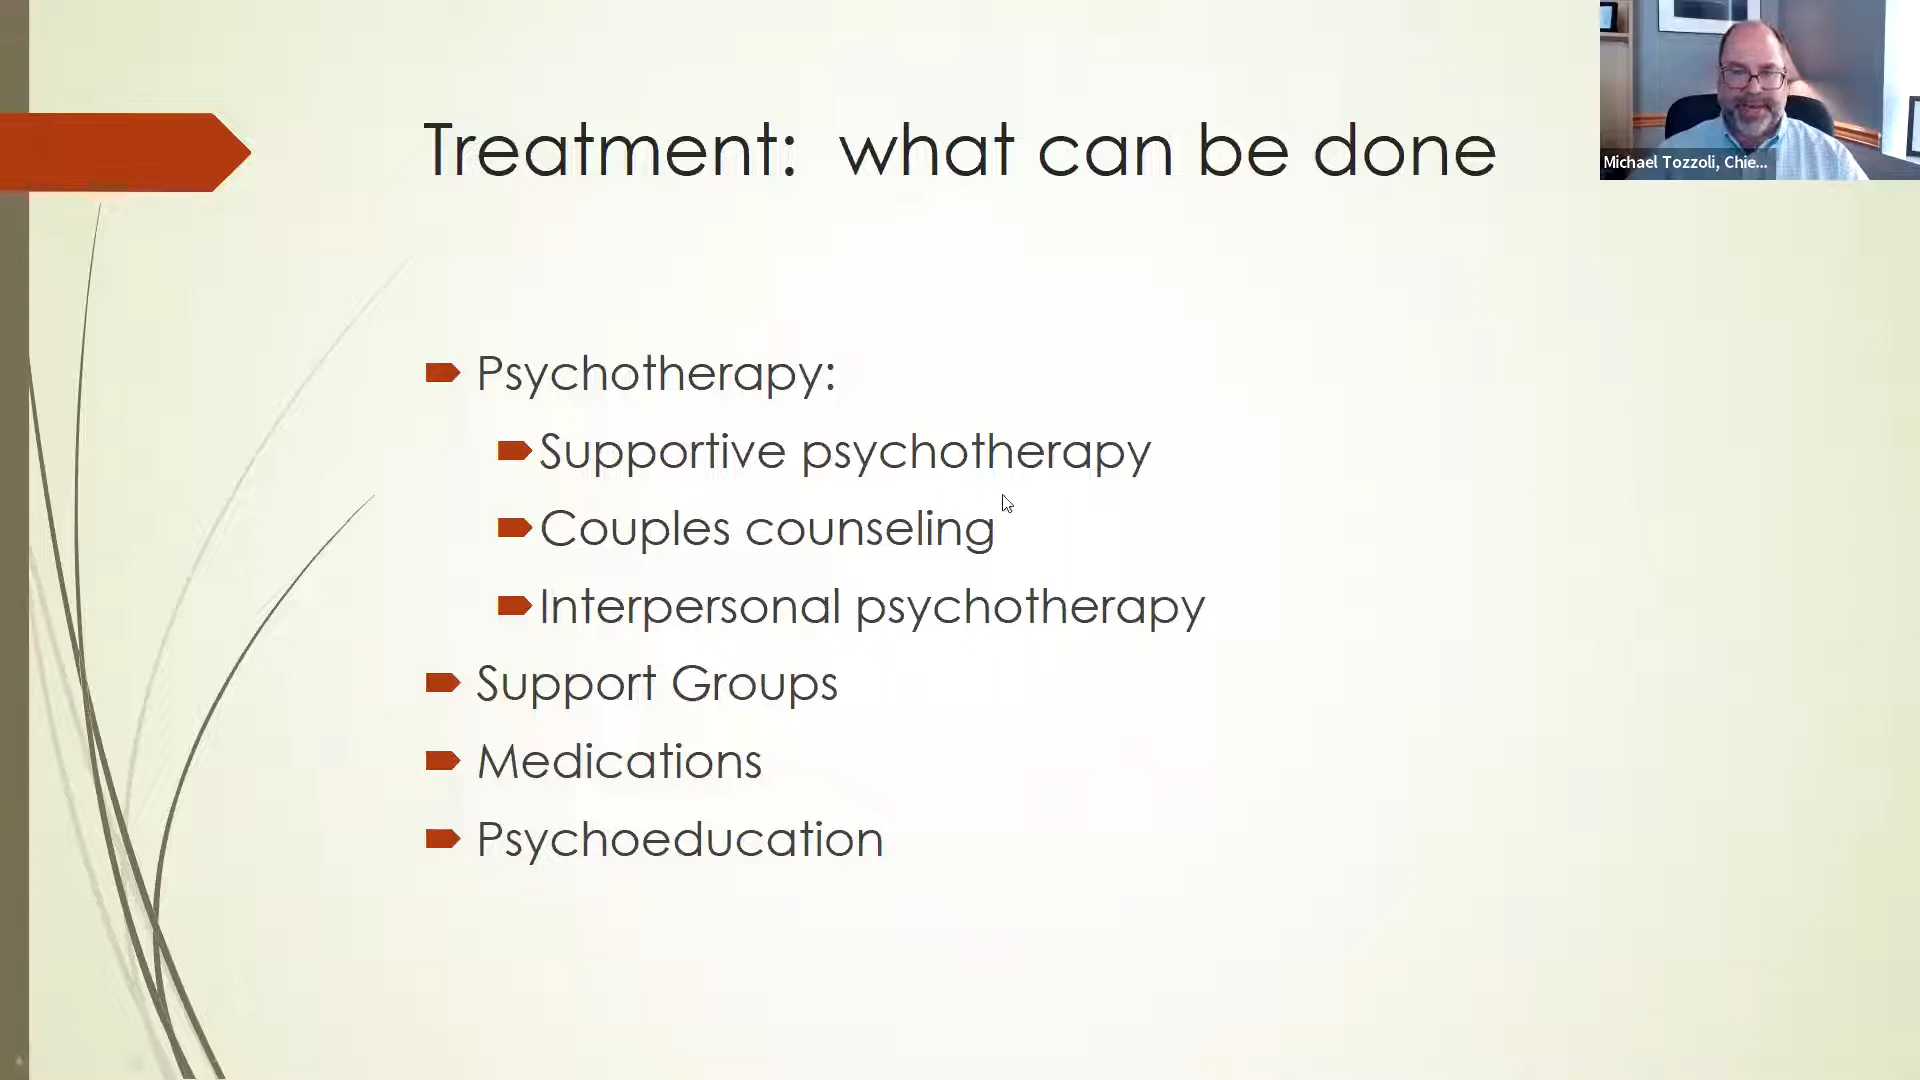 Treatment: what can be done
Michael Tozzoli, Chie...
Psychotherapy:
Supportive psychotherapy
Couples counseling
Interpersonal psychotherapy
Support Groups
Medications
Psychoeducation